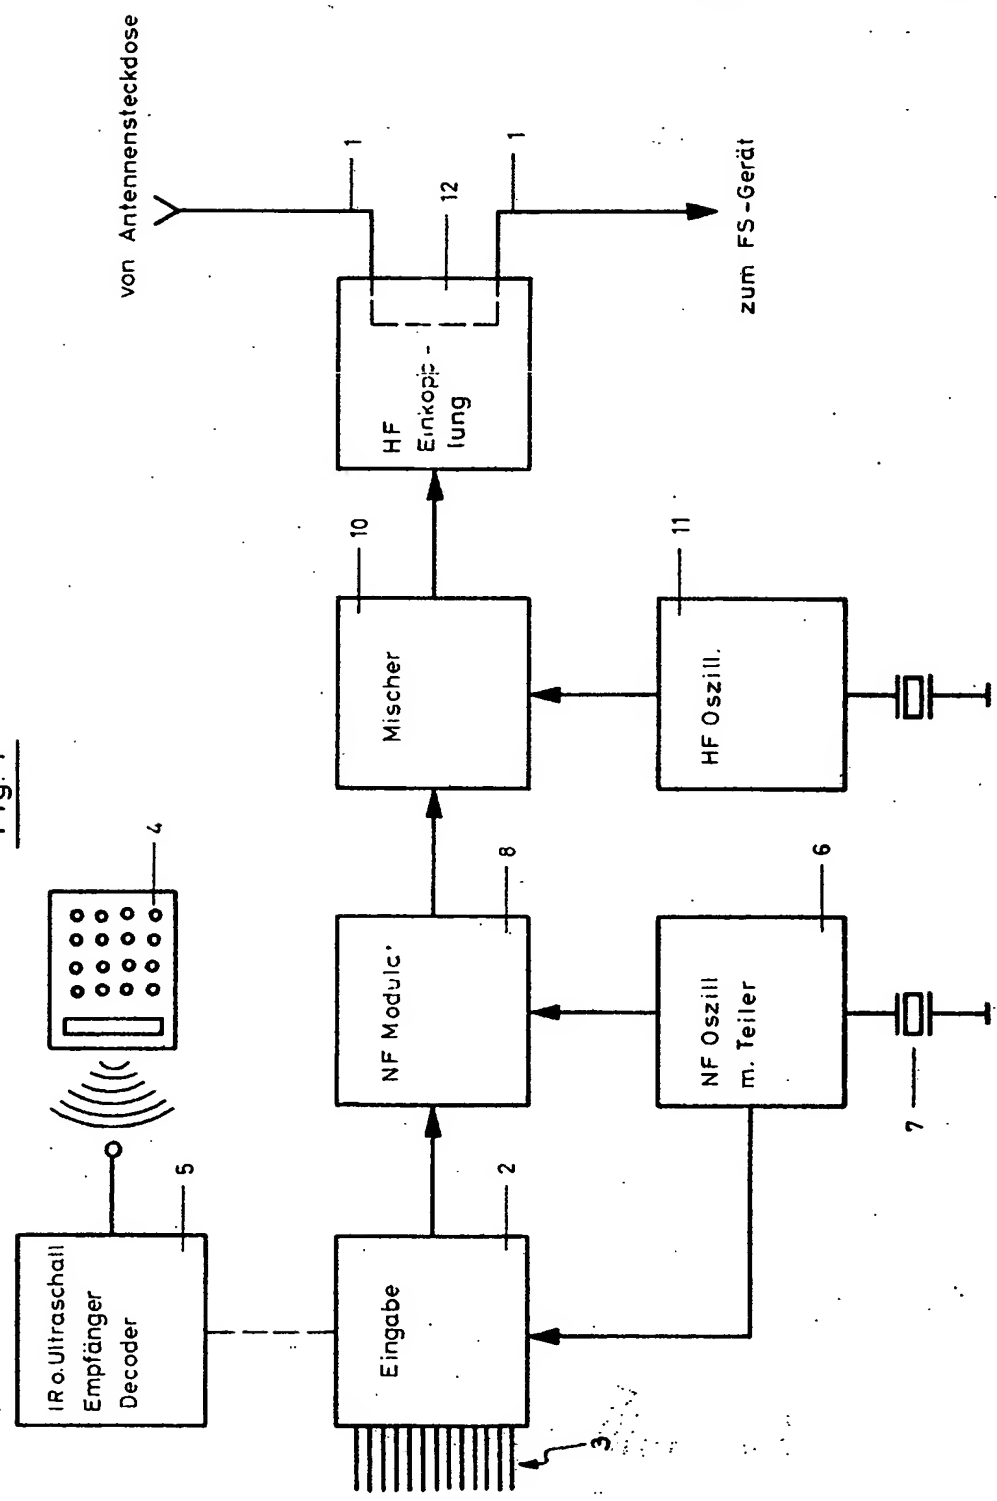 von Antennensteckdose
1
1
12
zum FS-Gerät
HF
Einkopp-
lung
10
11
Mischer
HF Oszill.
4
8
6
NF Oszill
m. Teiler
7
5
2
IR o. Ultraschall
Empfänger
Decoder
Eingabe
3
NF